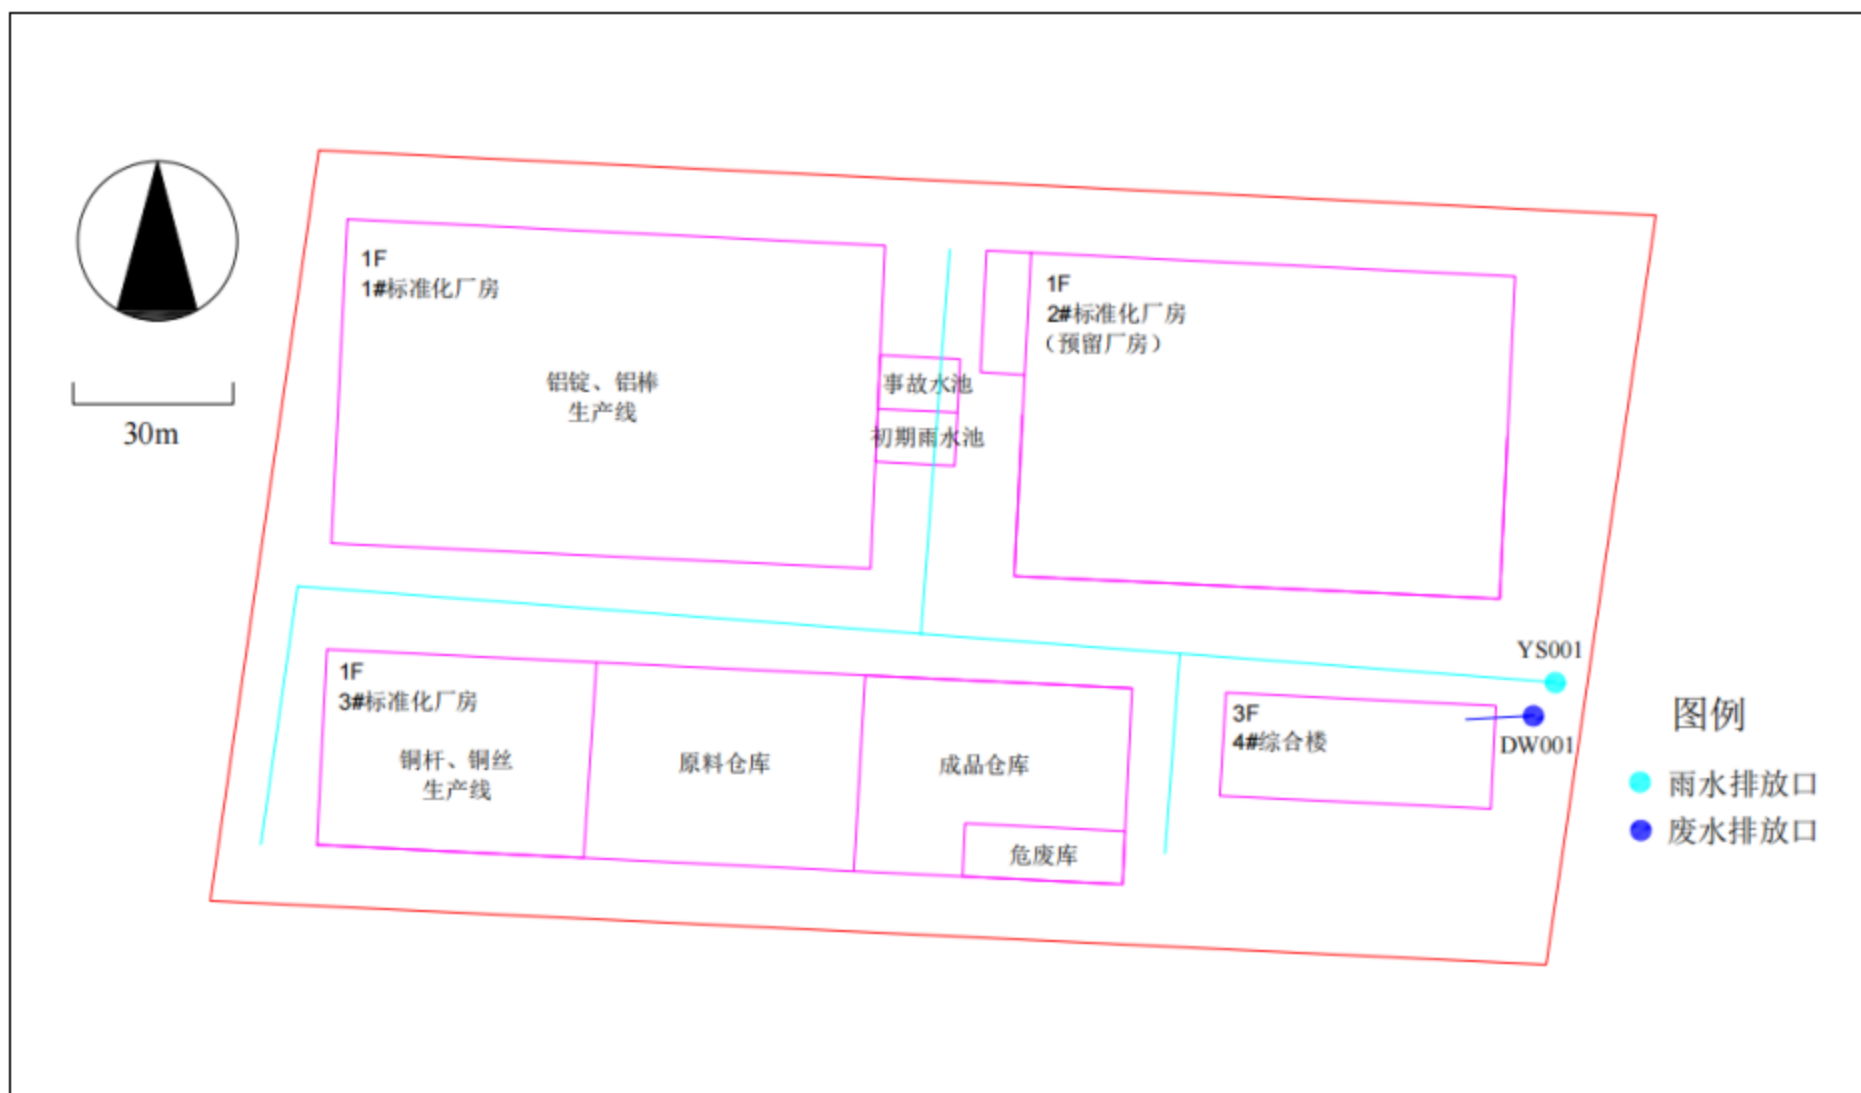 30m
1F
1#标准化厂房
铝锭、铝棒
生产线
事故水池
初期雨水池
1F
2#标准化厂房
（预留厂房）
1F
3#标准化厂房
铜杆、铜丝
生产线
原料仓库
成品仓库
危废库
3F
4#综合楼
YS001
DW001
图例
雨水排放口
废水排放口